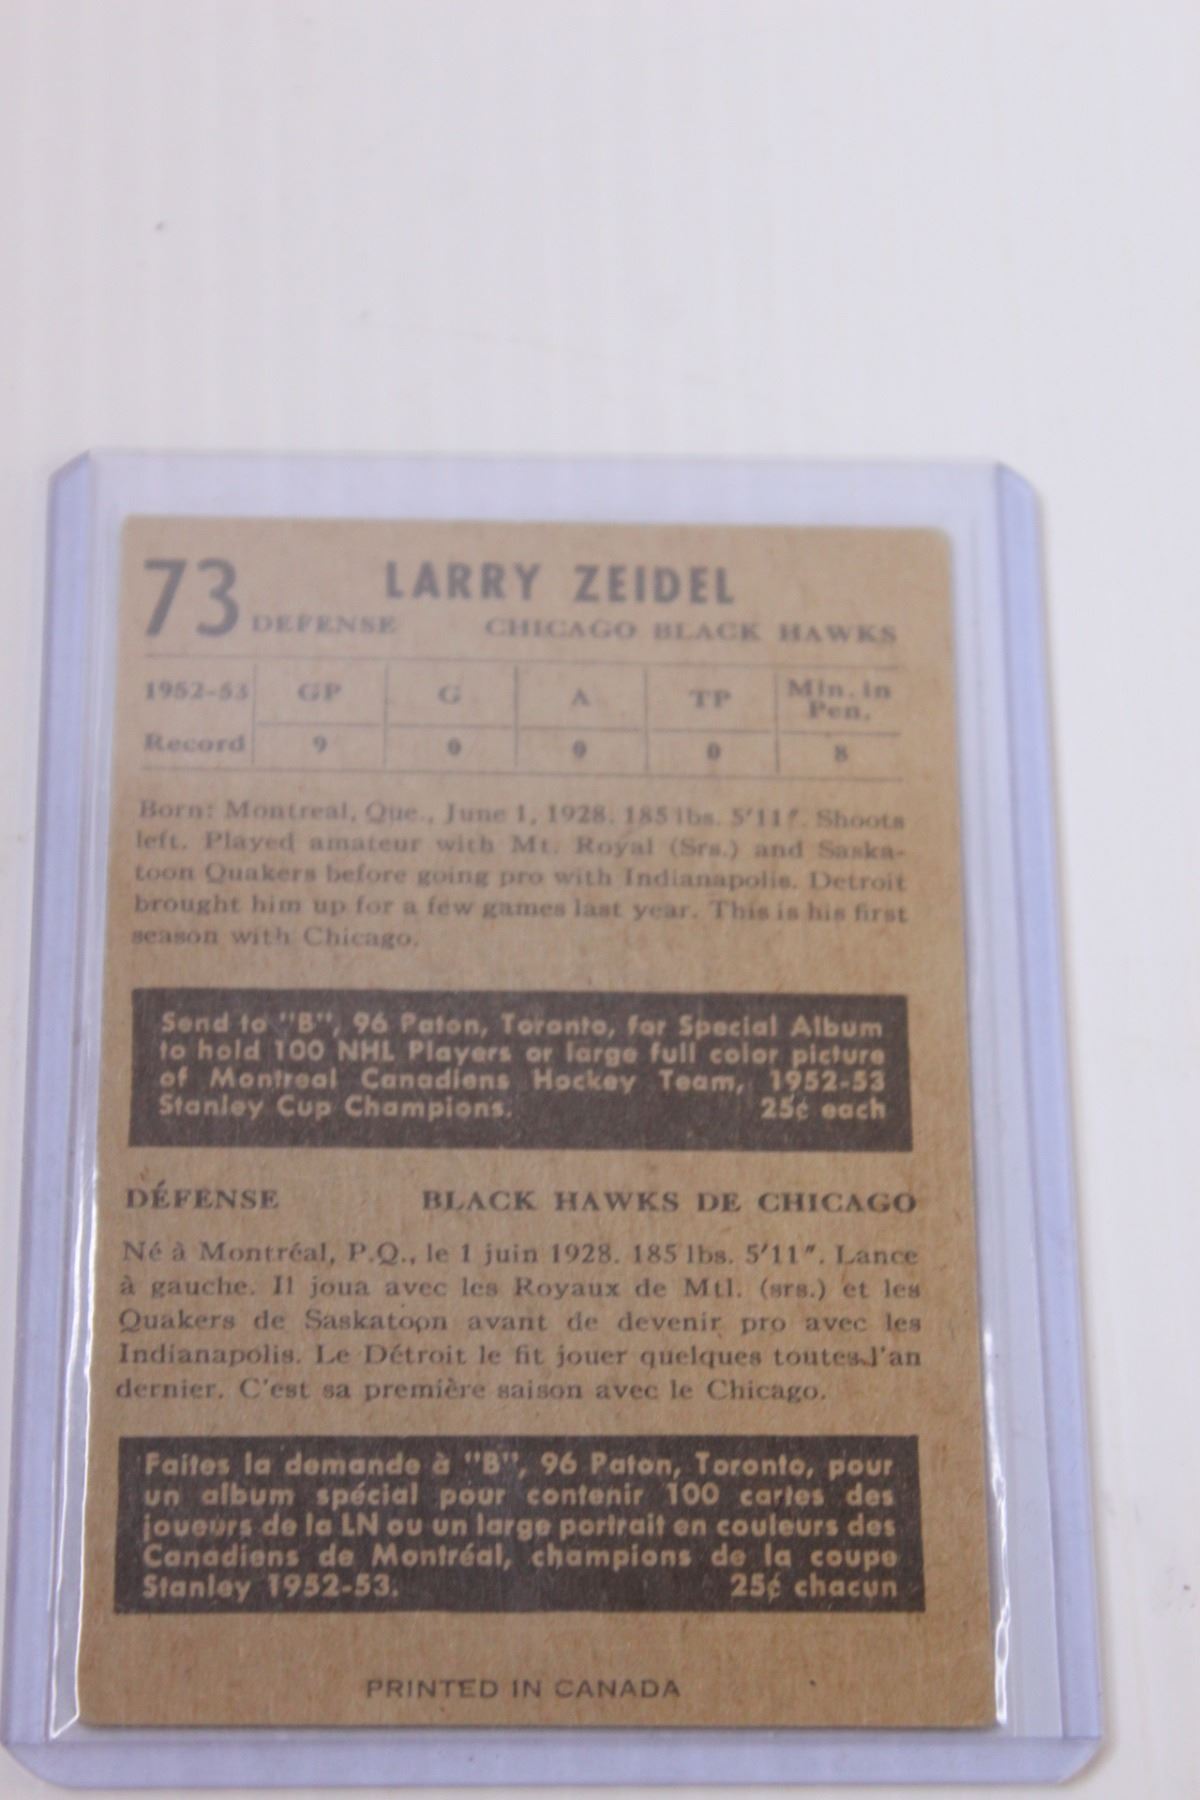 73 LARRY ZEIDEL
DEFENSE CHICAGO BLACK HAWKS
1952-53 GP G A TP Min. in Pen.
Record 9 0 0 0 8
Born: Montreal, Que., June 1, 1928. 185 lbs. 5'11". Shoots
left. Played amateur with Mt. Royal (Srs.) and Saska-
toon Quakers before going pro with Indianapolis. Detroit
brought him up for a few games last year. This is his first
season with Chicago.
Send to "B", 96 Paton, Toronto, for Special Album
to hold 100 NHL Players or large full color picture
of Montreal Canadiens Hockey Team, 1952-53
Stanley Cup Champions. 25¢ each
DÉFENSE BLACK HAWKS DE CHICAGO
Né à Montréal, P.Q., le 1 juin 1928. 185 lbs. 5'11". Lance
à gauche. Il joua avec les Royaux de Mtl. (srs.) et les
Quakers de Saskatoon avant de devenir pro avec les
Indianapolis. Le Détroit le fit jouer quelques toutes l'an
dernier. C'est sa première saison avec le Chicago.
Faites la demande à "B", 96 Paton, Toronto, pour
un album spécial pour contenir 100 cartes des
joueurs de la LN ou un large portrait en couleurs des
Canadiens de Montréal, champions de la coupe
Stanley 1952-53. 25¢ chacun
PRINTED IN CANADA